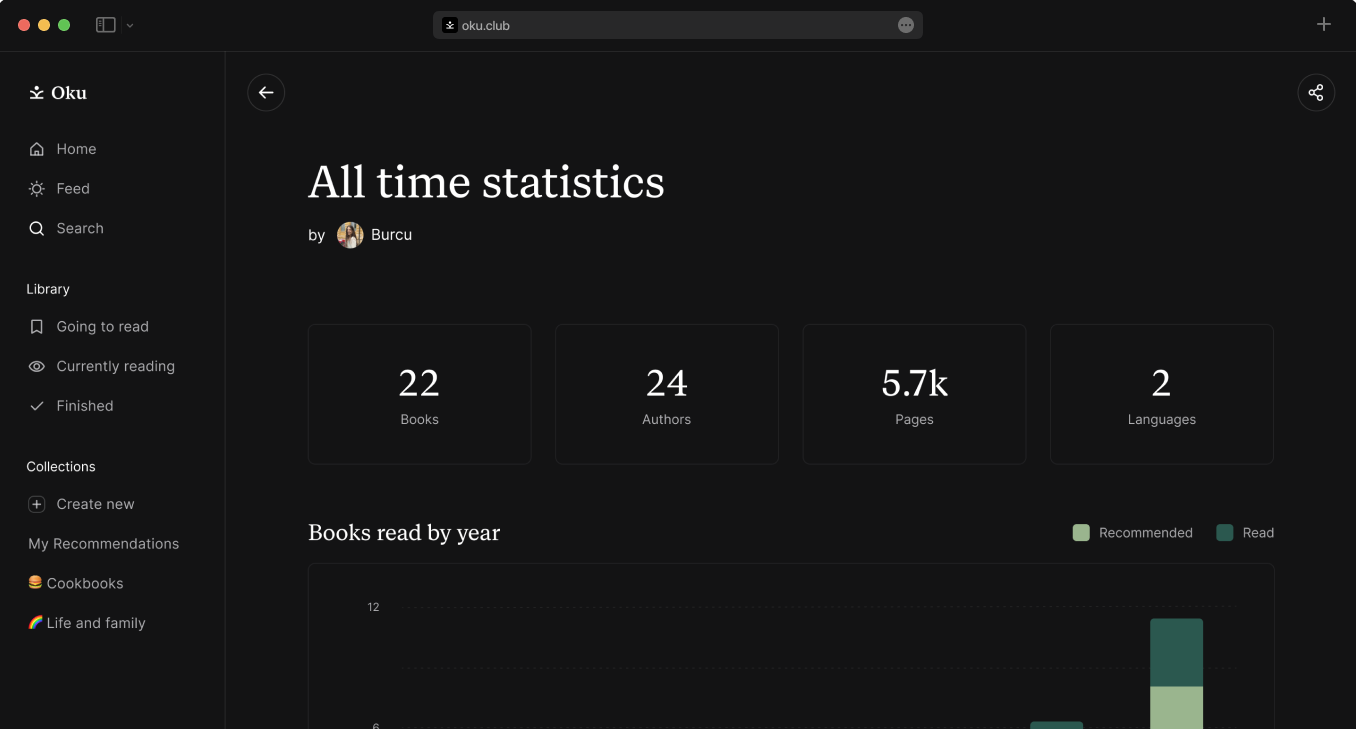 oku.club
Oku
Home
Feed
Search
Library
Going to read
Currently reading
Finished
Collections
Create new
My Recommendations
🍔 Cookbooks
🌈 Life and family
All time statistics
by Burcu
22
Books
24
Authors
5.7k
Pages
2
Languages
Books read by year
Recommended
Read
12
6